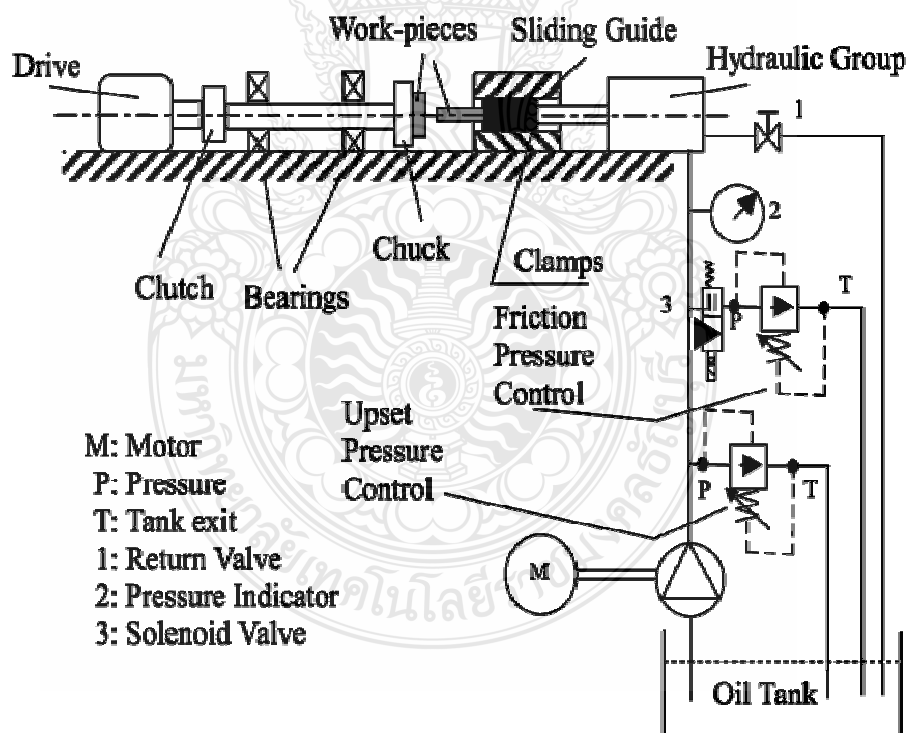 Work-pieces
Sliding Guide
Drive
Hydraulic Group
1
2
Chuck
Clamps
Clutch
Bearings
3
P
T
Friction
Pressure
Control
Upset
Pressure
Control
P
T
M: Motor
P: Pressure
T: Tank exit
1: Return Valve
2: Pressure Indicator
3: Solenoid Valve
M
Oil Tank